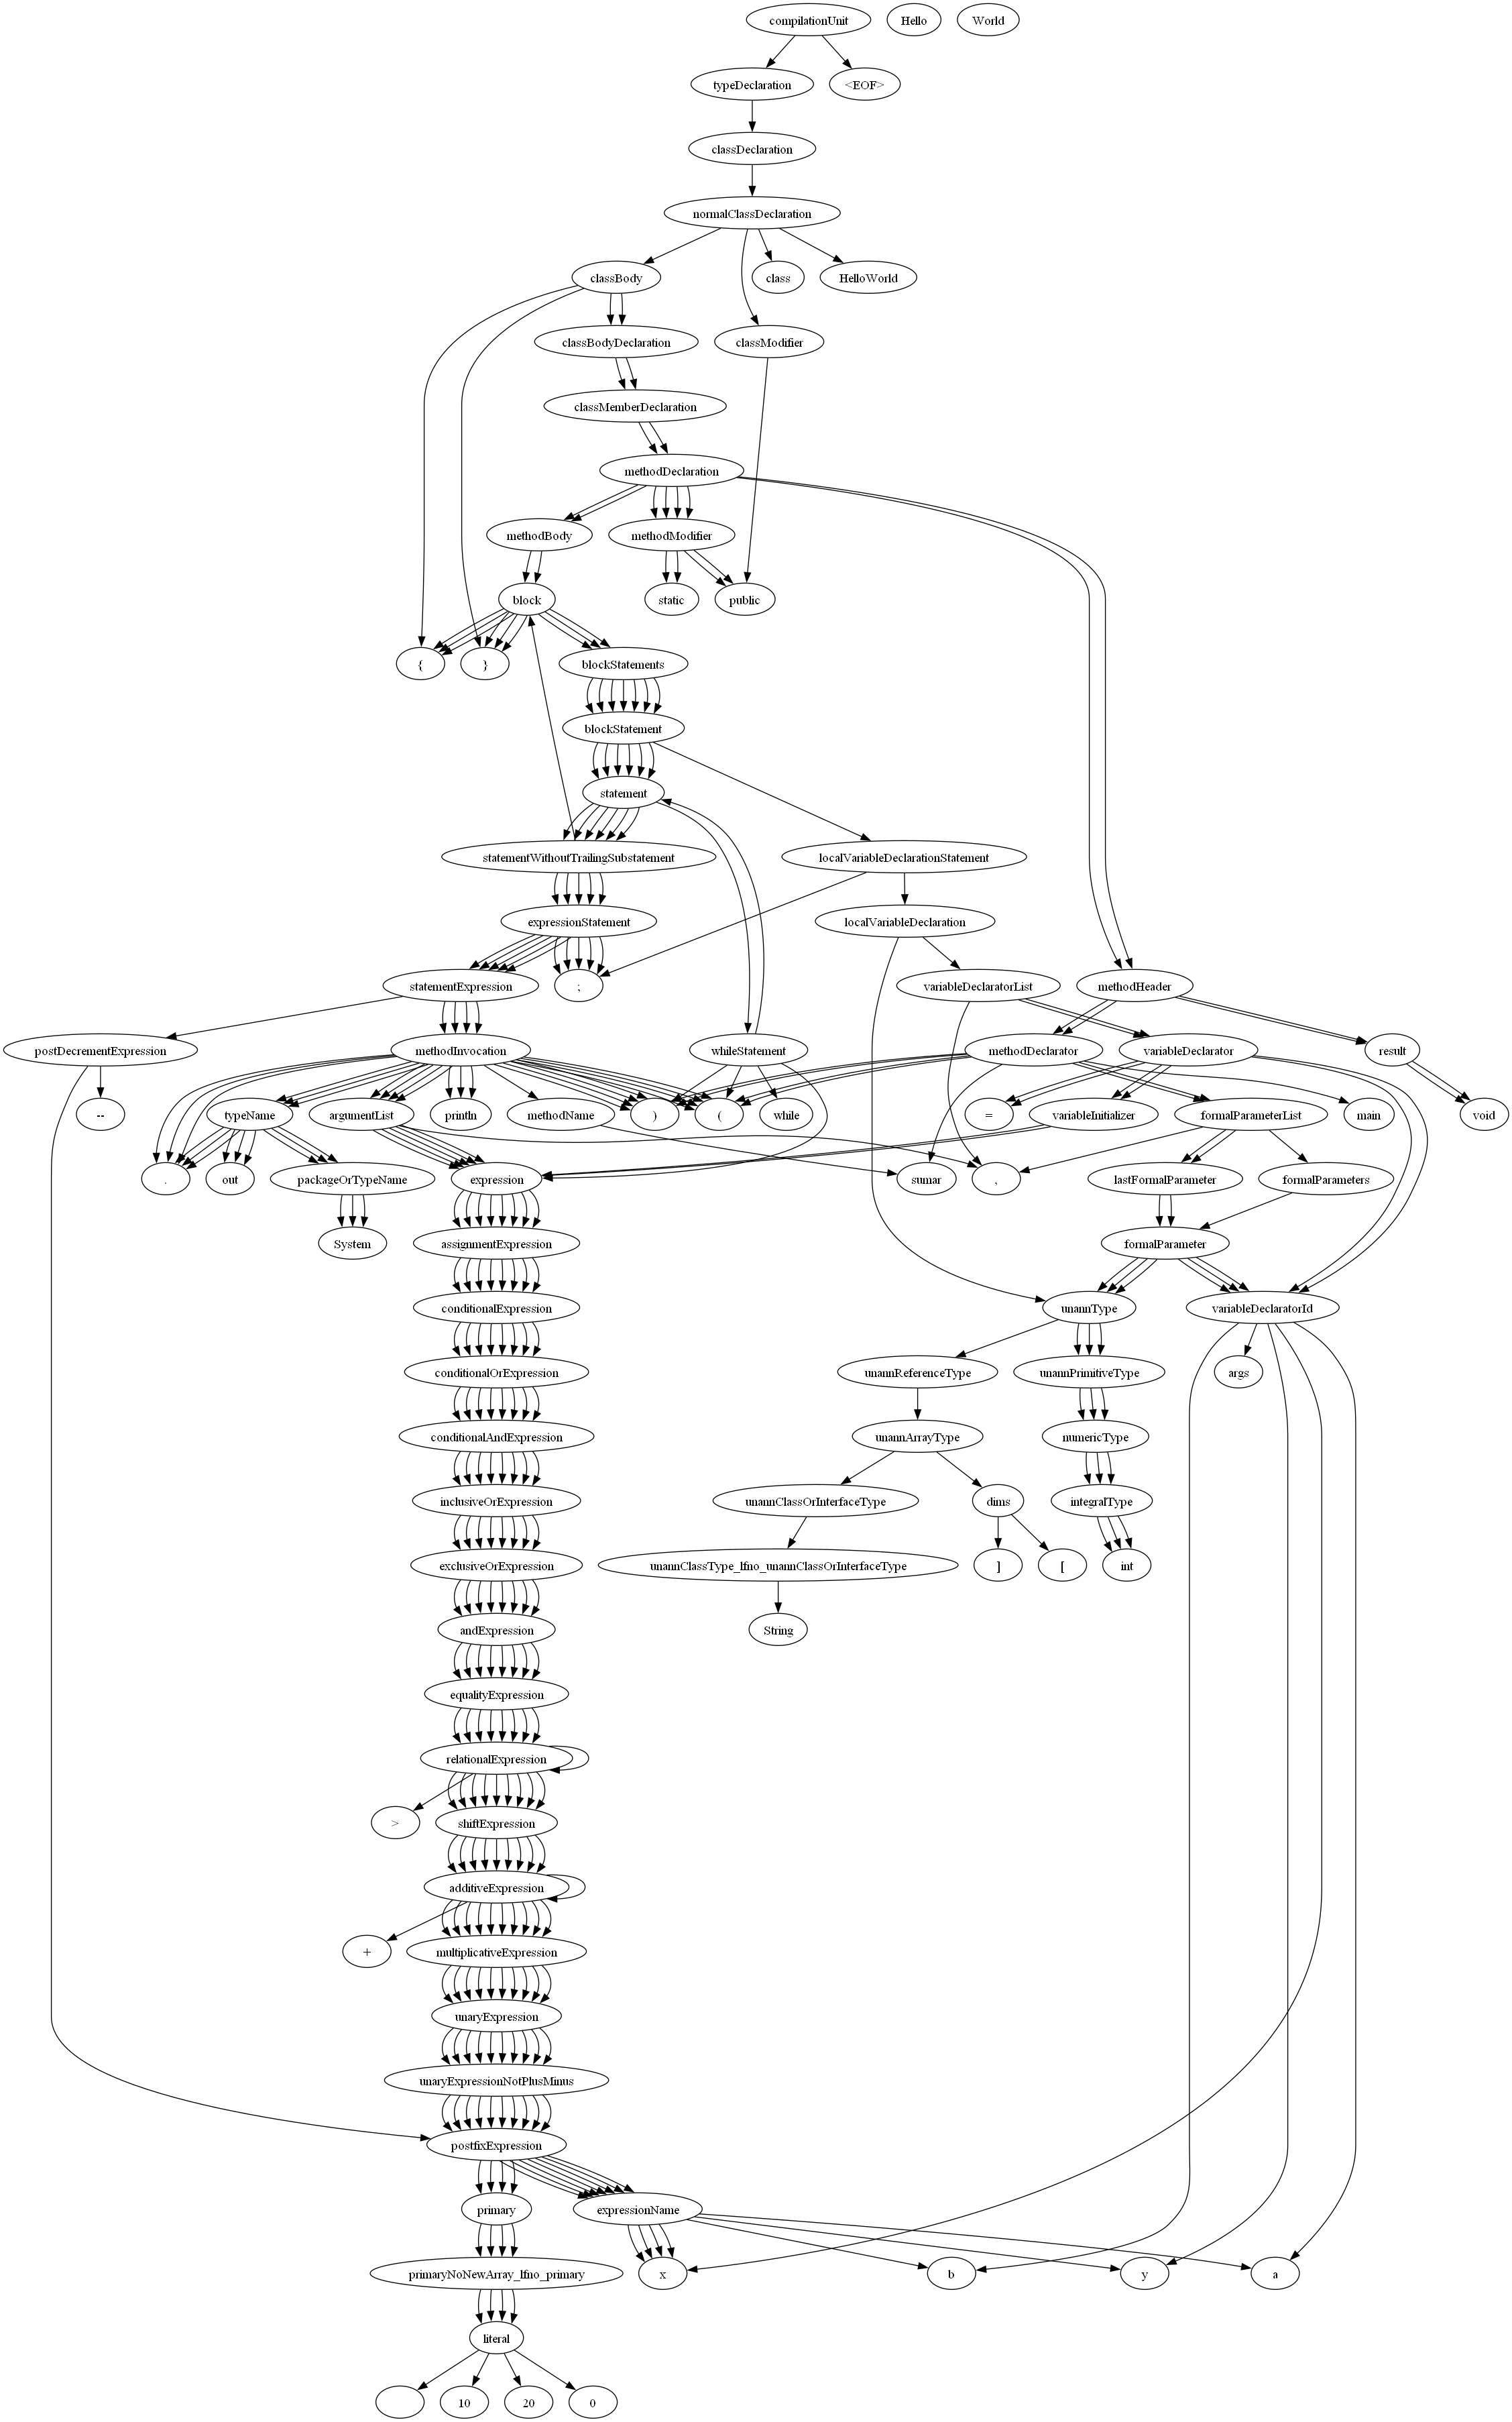 compilationUnit
Hello
World
typeDeclaration
<EOF>
classDeclaration
normalClassDeclaration
classBody
class
HelloWorld
classBodyDeclaration
classModifier
classMemberDeclaration
methodDeclaration
methodBody
methodModifier
block
static
public
{
}
blockStatements
blockStatement
statement
statementWithoutTrailingSubstatement
localVariableDeclarationStatement
expressionStatement
localVariableDeclaration
statementExpression
;
variableDeclaratorList
methodHeader
postDecrementExpression
methodInvocation
whileStatement
methodDeclarator
variableDeclarator
result
--
typeName
argumentList
println
methodName
)
(
while
=
variableInitializer
formalParameterList
main
void
.
out
packageOrTypeName
expression
sumar
,
lastFormalParameter
formalParameters
System
assignmentExpression
formalParameter
conditionalExpression
unannType
variableDeclaratorId
conditionalOrExpression
unannReferenceType
unannPrimitiveType
args
conditionalAndExpression
unannArrayType
numericType
inclusiveOrExpression
unannClassOrInterfaceType
dims
integralType
exclusiveOrExpression
unannClassType_lfno_unannClassOrInterfaceType
]
[
int
andExpression
String
equalityExpression
relationalExpression
>
shiftExpression
additiveExpression
+
multiplicativeExpression
unaryExpression
unaryExpressionNotPlusMinus
postfixExpression
primary
expressionName
primaryNoNewArray_lfno_primary
x
b
y
a
literal
10
20
0